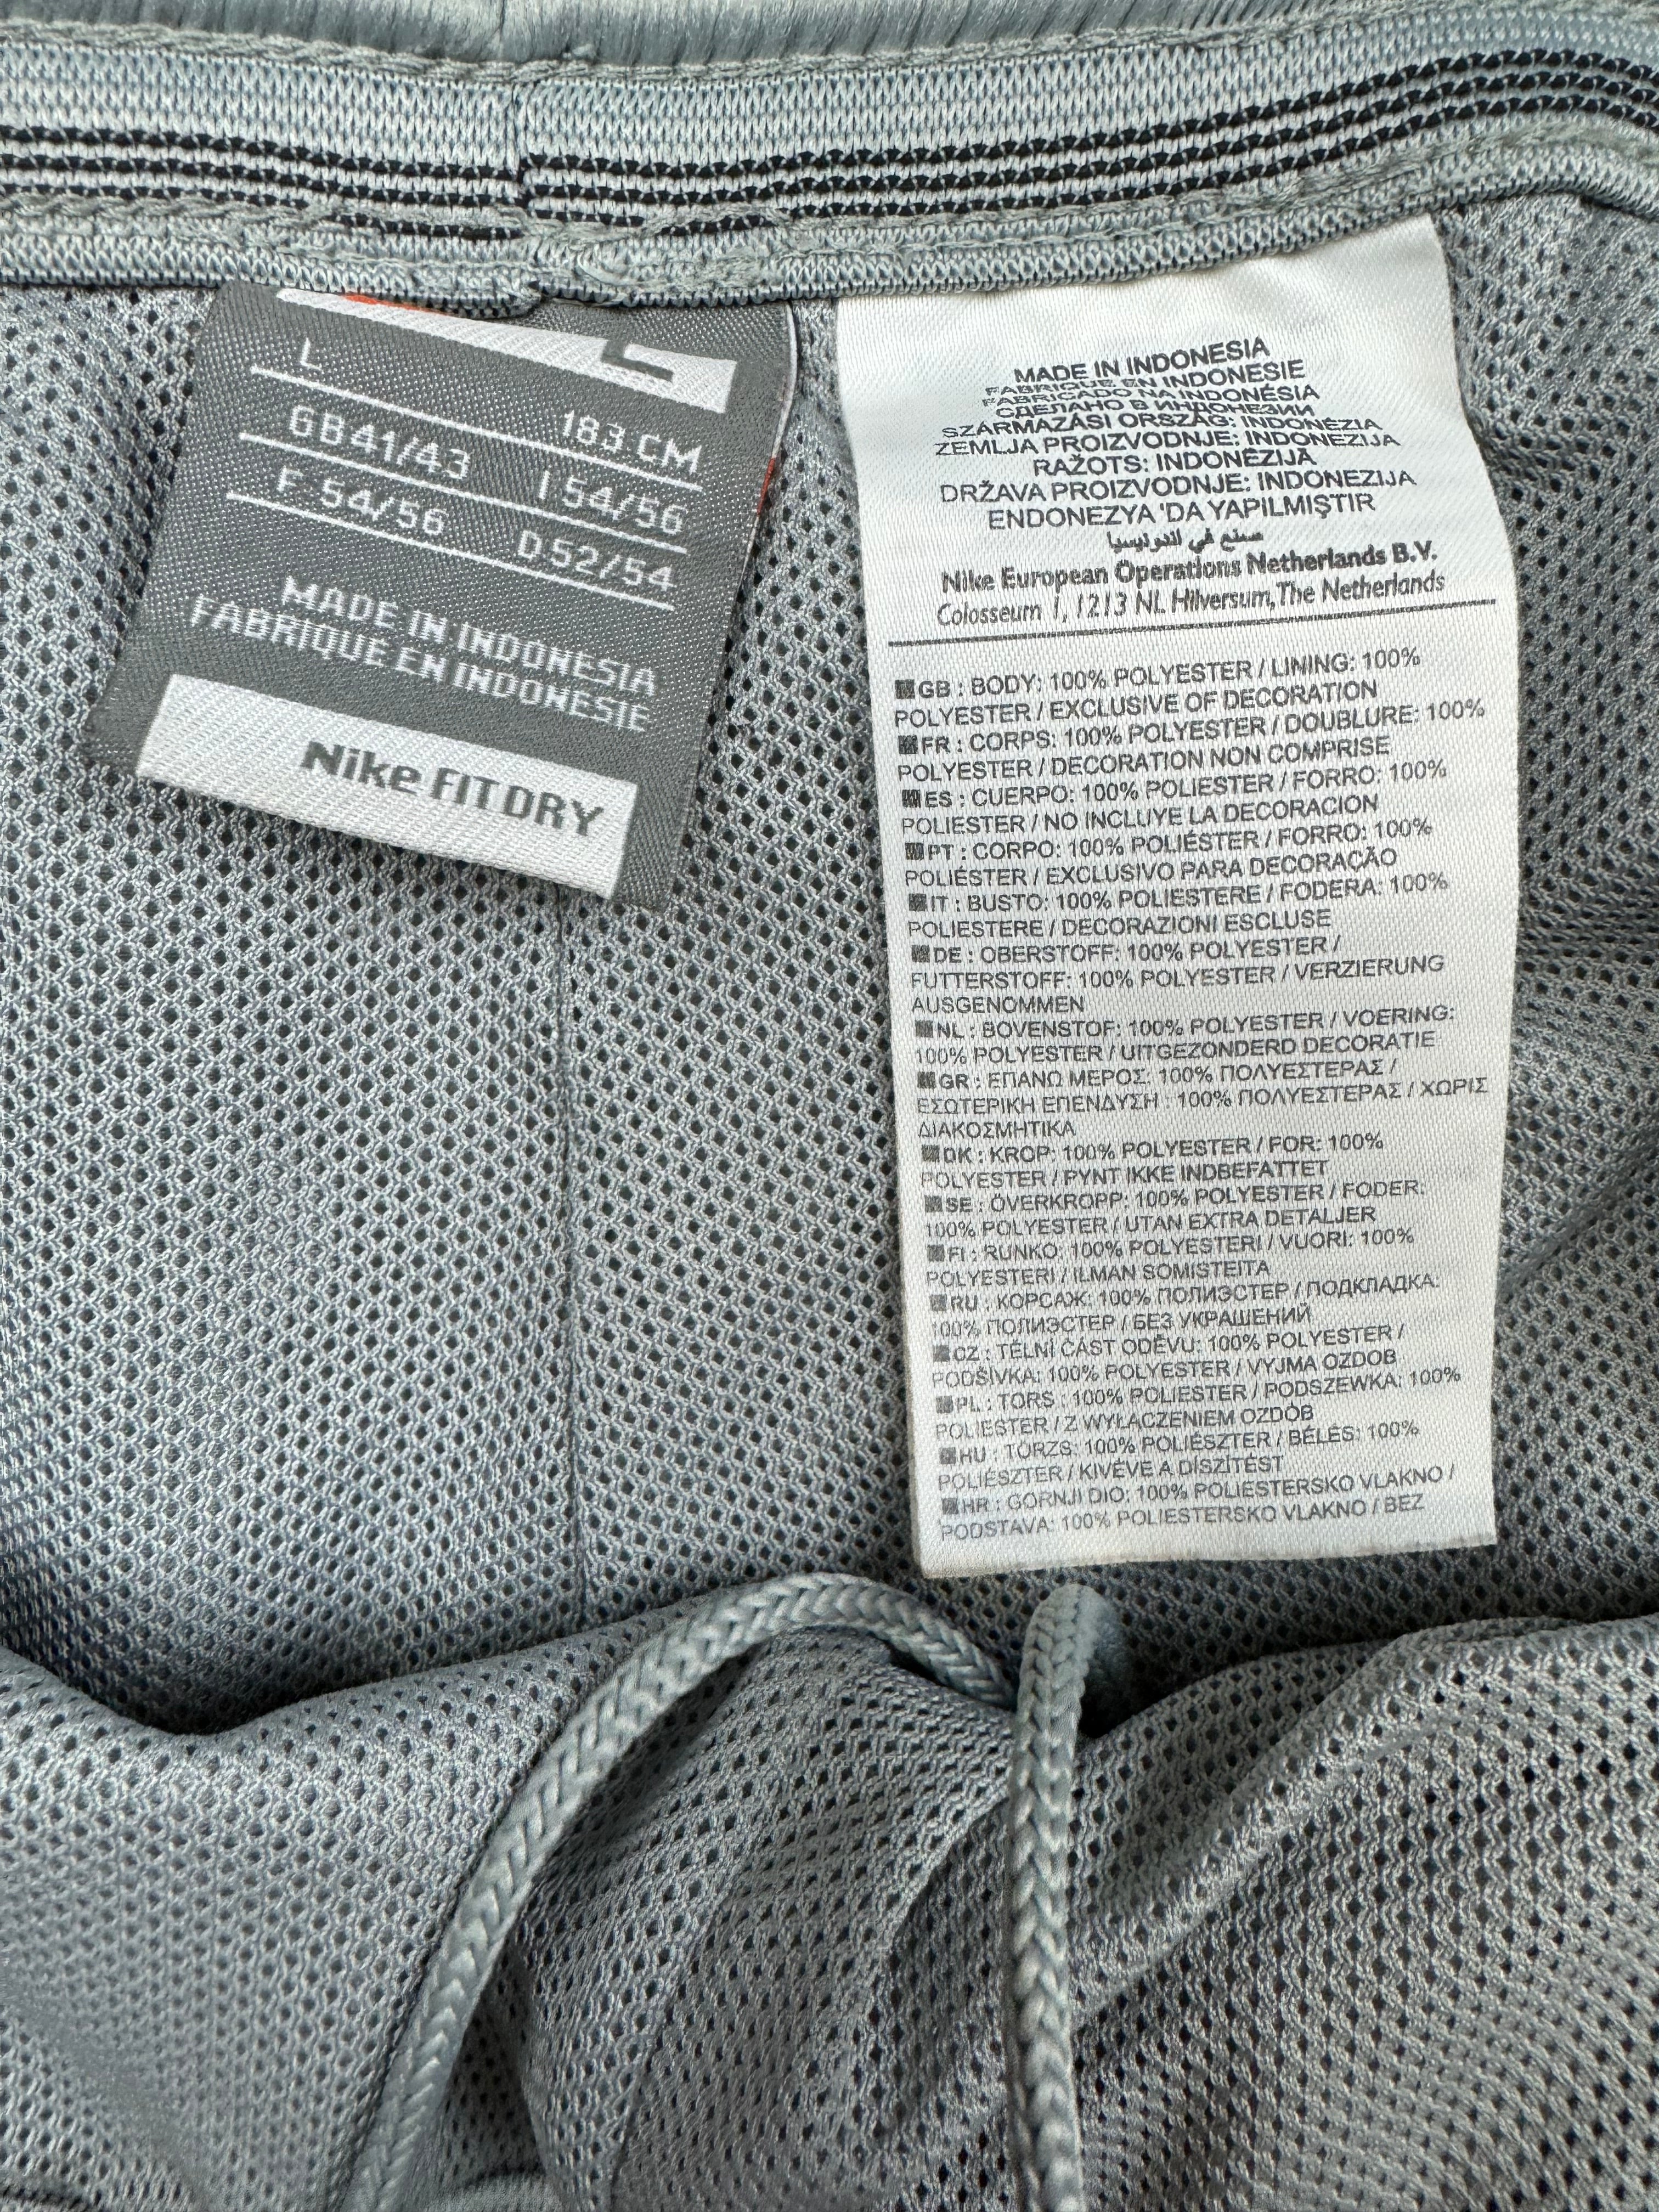 L
L
183 CM
GB 41/43 I 54/56
F 54/56 D 52/54
MADE IN INDONESIA
FABRIQUE EN INDONESIE
Nike FIT DRY
MADE IN INDONESIA
FABRIQUE EN INDONESIE
FABRICADO NA INDONÉSIA
СДЕЛАНО В ИНДОНЕЗИИ
SZÁRMAZÁSI ORSZÁG: INDONÉZIA
ZEMLJA PROIZVODNJE: INDONEZIJA
RAŽOTS: INDONĒZIJA
DRŽAVA PROIZVODNJE: INDONEZIJA
ENDONEZYA 'DA YAPILMIŞTIR
صنع في اندونيسيا
Nike European Operations Netherlands B.V.
Colosseum 1, 1213 NL Hilversum, The Netherlands
GB : BODY: 100% POLYESTER / LINING: 100%
POLYESTER / EXCLUSIVE OF DECORATION
FR : CORPS: 100% POLYESTER / DOUBLURE: 100%
POLYESTER / DECORATION NON COMPRISE
ES : CUERPO: 100% POLIESTER / FORRO: 100%
POLIESTER / NO INCLUYE LA DECORACION
PT : CORPO: 100% POLIÉSTER / FORRO: 100%
POLIÉSTER / EXCLUSIVO PARA DECORAÇÃO
IT : BUSTO: 100% POLIESTERE / FODERA: 100%
POLIESTERE / DECORAZIONI ESCLUSE
DE : OBERSTOFF: 100% POLYESTER /
FUTTERSTOFF: 100% POLYESTER / VERZIERUNG
AUSGENOMMEN
NL : BOVENSTOF: 100% POLYESTER / VOERING:
100% POLYESTER / UITGEZONDERD DECORATIE
GR : ΕΠΑΝΩ ΜΕΡΟΣ: 100% ΠΟΛΥΕΣΤΕΡΑΣ /
ΕΣΩΤΕΡΙΚΗ ΕΠΕΝΔΥΣΗ : 100% ΠΟΛΥΕΣΤΕΡΑΣ / ΧΩΡΙΣ
ΔΙΑΚΟΣΜΗΤΙΚΑ
DK : KROP: 100% POLYESTER / FOR: 100%
POLYESTER / PYNT IKKE INDBEFATTET
SE : ÖVERKROPP: 100% POLYESTER / FODER:
100% POLYESTER / UTAN EXTRA DETALJER
FI : RUNKO: 100% POLYESTERI / VUORI: 100%
POLYESTERI / ILMAN SOMISTEITA
RU : КОРСАЖ: 100% ПОЛИЭСТЕР / ПОДКЛАДКА:
100% ПОЛИЭСТЕР / БЕЗ УКРАШЕНИЙ
CZ : TĚLNÍ ČÁST ODĚVU: 100% POLYESTER /
PODŠÍVKA: 100% POLYESTER / VYJMA OZDOB
PL : TORS : 100% POLIESTER / PODSZEWKA: 100%
POLIESTER / Z WYŁĄCZENIEM OZDÓB
HU : TÖRZS: 100% POLIÉSZTER / BÉLÉS: 100%
POLIÉSZTER / KIVÉVE A DÍSZÍTÉST
HR : GORNJI DIO: 100% POLIESTERSKO VLAKNO /
PODSTAVA: 100% POLIESTERSKO VLAKNO / BEZ